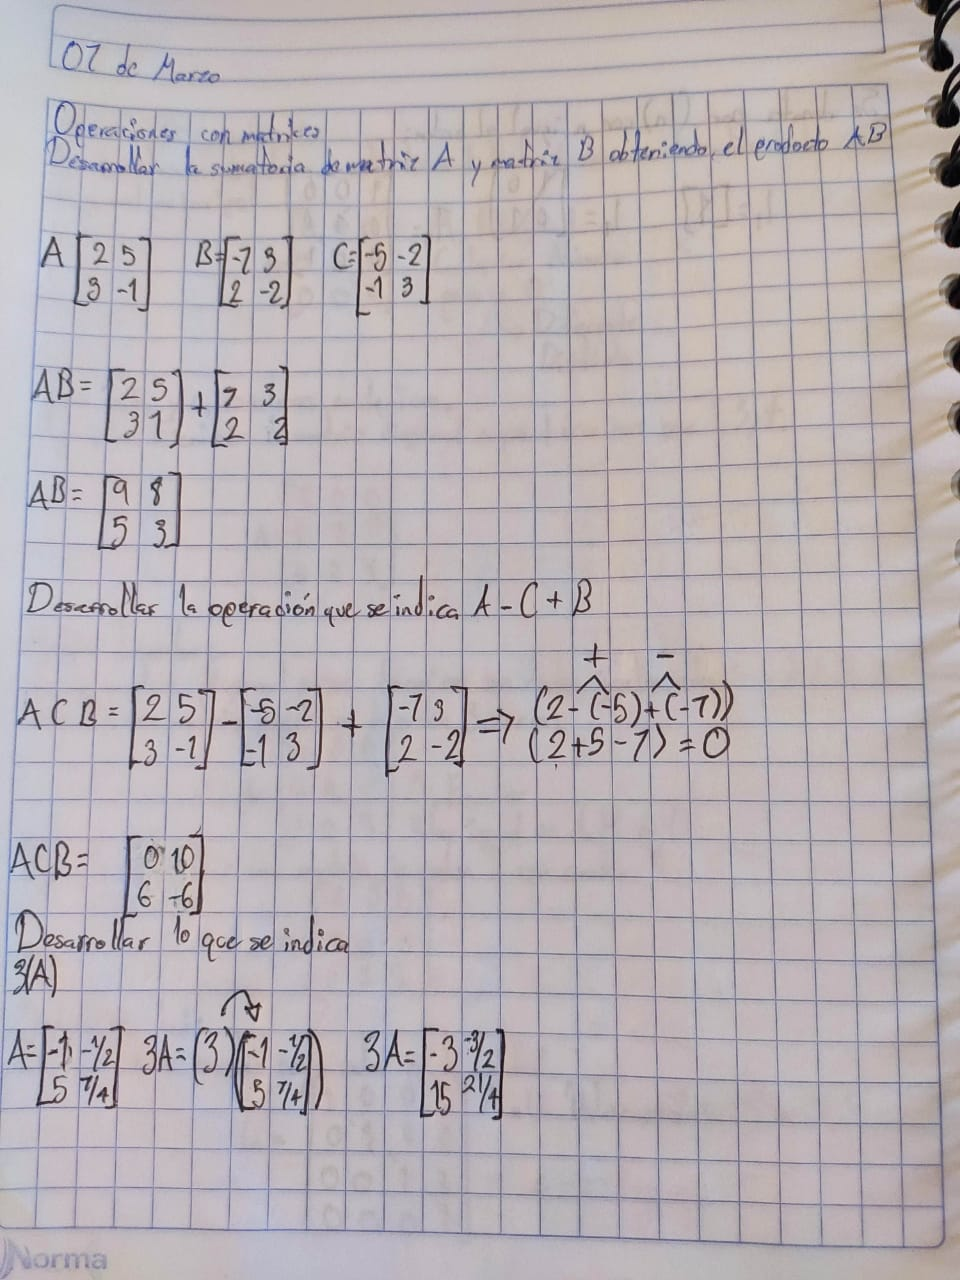 07 de Marzo
Operaciones con matrices
Desarrollar la sumatoria de matriz A y matriz B obteniendo el producto AB
A [2 5] B=[-7 3] C=[-5 -2]
[3 -1] [2 -2] [-1 3]
AB= [2 5] + [7 3]
[3 1] [2 2]
AB= [9 8]
[5 3]
Desarrollar la operación que se indica A - C + B
+ -
A C B = [2 5] - [-5 -2] + [-7 3] => (2-(-5)+(-7))
[3 -1] [-1 3] [2 -2] (2+5-7) = 0
ACB= [0 10]
[6 -6]
Desarrollar lo que se indica
3(A)
A= [-1 -1/2] 3A= (3) ([-1 -1/2]) 3A= [-3 -3/2]
[5 7/4] [5 7/4] [15 21/4]
Norma